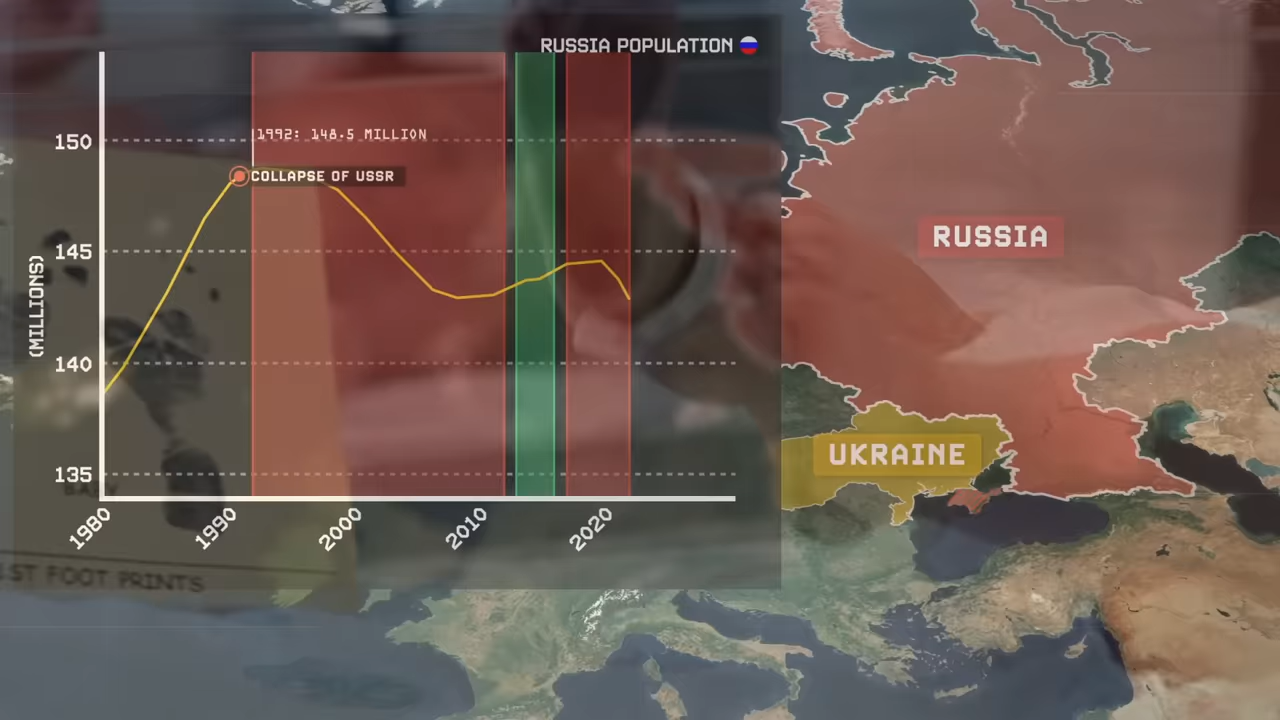 RUSSIA POPULATION
1992: 148.5 MILLION
COLLAPSE OF USSR
150
145
140
135
(MILLIONS)
1980
1990
2000
2010
2020
RUSSIA
UKRAINE
BABY
FOOT PRINTS